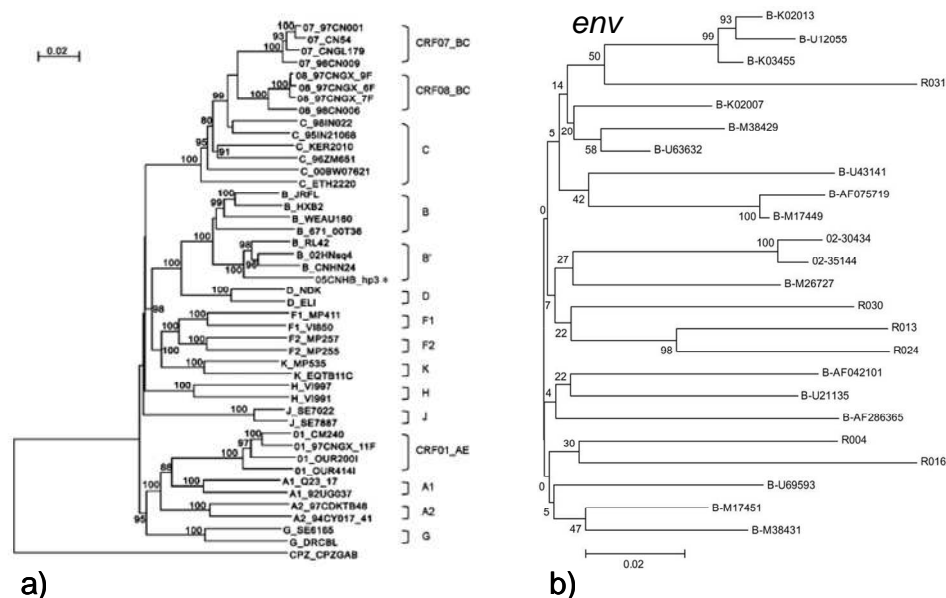 0.02
100
07_97CN001
93
07_CN54
07_CNGL179
100
07_98CN009
CRF07_BC
08_97CNGX_9F
100
08_97CNGX_6F
08_97CNGX_7F
100
08_98CN006
CRF08_BC
99
C_98IN022
80
C_95IN21068
C_KER2010
95
91
C_96ZM651
C_00BW07621
100
C_ETH2220
C
B_JRFL
100
B_HXB2
99
B_WEAU160
B_671_00T36
B
100
B_RL42
98
B_02HNsq4
B_CNHN24
100
05CNHB_hp3 *
B'
D_NDK
100
D_ELI
D
98
F1_MP411
100
F1_VI850
F1
100
F2_MP257
100
F2_MP255
F2
100
K_MP535
100
K_EQTB11C
K
H_VI997
100
H_VI991
H
J_SE7022
100
J_SE7887
J
100
01_CM240
97
01_97CNGX_11F
100
01_OUR200I
01_OUR414I
CRF01_AE
88
A1_Q23_17
100
A1_92UG037
A1
100
A2_97CDKTB48
A2_94CY017_41
A2
95
G_SE6165
100
G_DRCBL
G
CPZ_CPZGAB
a)
env
93
B-K02013
B-U12055
99
B-K03455
50
R031
14
B-K02007
5
20
B-M38429
58
B-U63632
B-U43141
42
B-AF075719
100
B-M17449
0
02-30434
100
02-35144
27
B-M26727
7
R030
22
R013
98
R024
22
B-AF042101
4
B-U21135
B-AF286365
R004
30
R016
0
B-U69593
5
B-M17451
47
B-M38431
0.02
b)